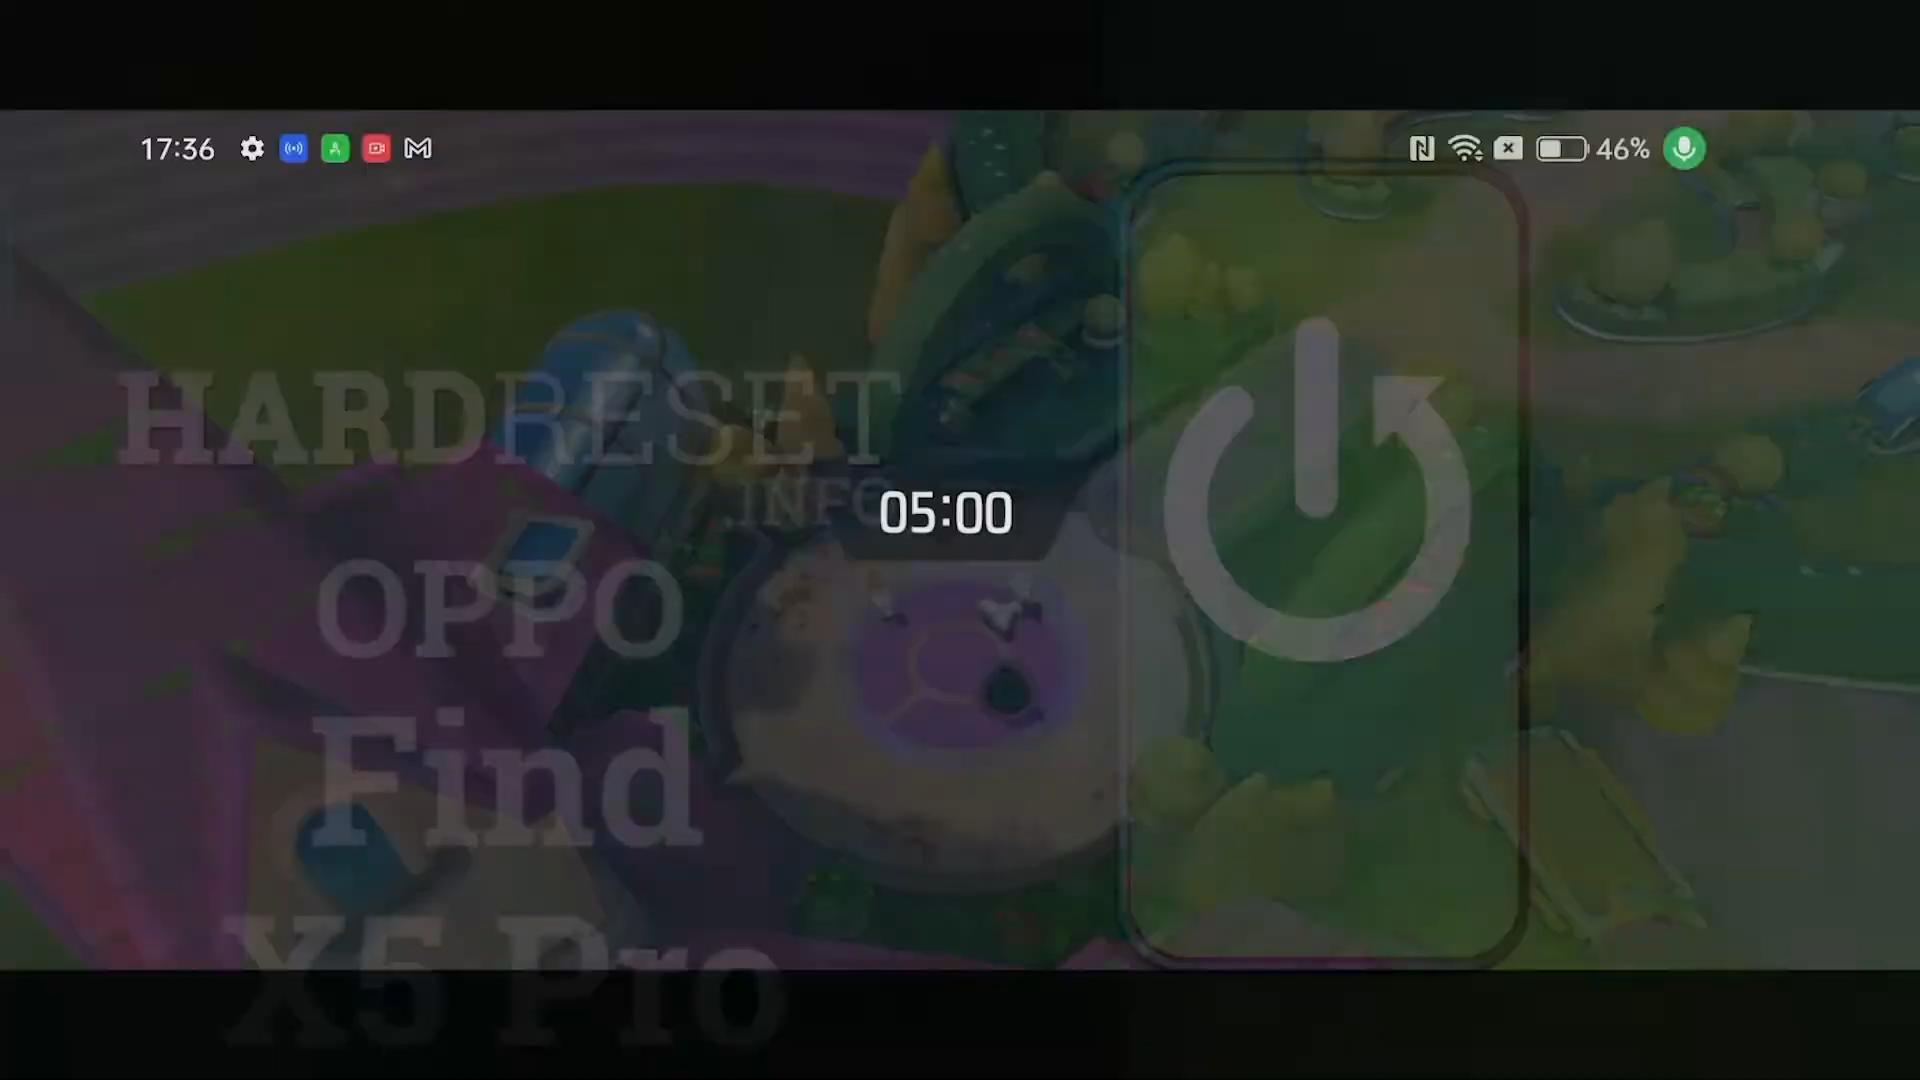 17:36
46%
HARDRESET
.INFO
05:00
OPPO
Find
X5 Pro